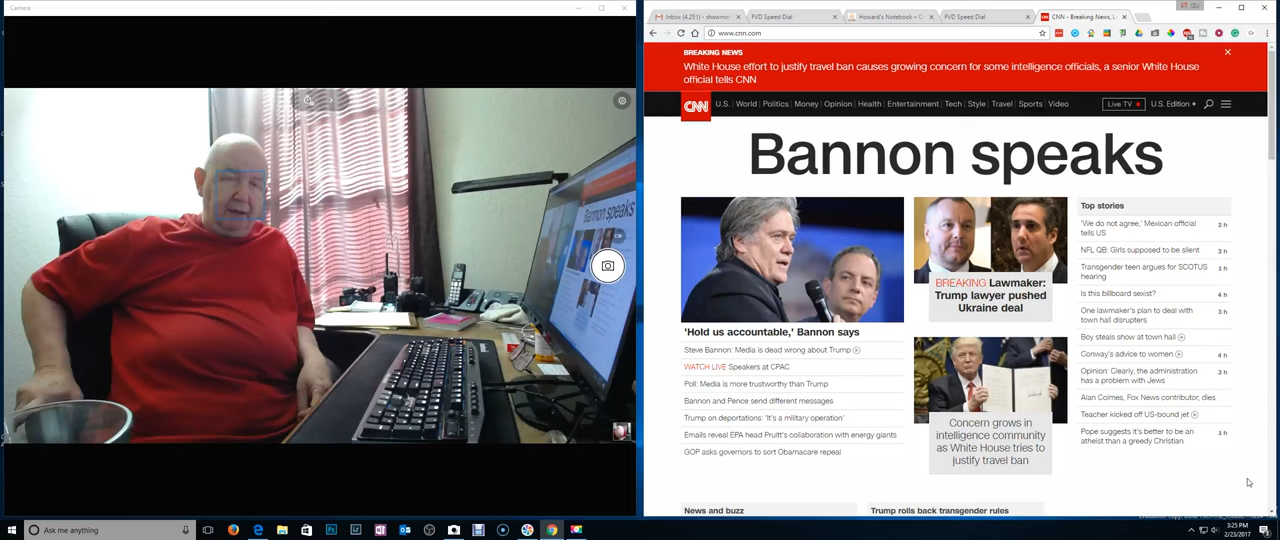 Camera
Inbox (4,251) - showme
FVD Speed Dial
Howard's Notebook -
FVD Speed Dial
CNN - Breaking News, L
www.cnn.com
BREAKING NEWS
White House effort to justify travel ban causes growing concern for some intelligence officials, a senior White House
official tells CNN
CNN
U.S. World Politics Money Opinion Health Entertainment Tech Style Travel Sports Video
Live TV
U.S. Edition
Bannon speaks
Bannon speaks
'Hold us accountable,' Bannon says
Steve Bannon: Media is dead wrong about Trump
WATCH LIVE Speakers at CPAC
Poll: Media is more trustworthy than Trump
Bannon and Pence send different messages
Trump on deportations: 'It's a military operation'
Emails reveal EPA head Pruitt's collaboration with energy giants
GOP asks governors to sort Obamacare repeal
BREAKING Lawmaker:
Trump lawyer pushed
Ukraine deal
Concern grows in
intelligence community
as White House tries to
justify travel ban
Top stories
'We do not agree,' Mexican official
tells US
2 h
NFL QB: Girls supposed to be silent
3 h
Transgender teen argues for SCOTUS
hearing
1 h
Is this billboard sexist?
4 h
One lawmaker's plan to deal with
town hall disrupters
3 h
Boy steals show at town hall
Conway's advice to women
4 h
Opinion: Clearly, the administration
has a problem with Jews
3 h
Alan Colmes, Fox News contributor, dies
Teacher kicked off US-bound jet
Pope suggests it's better to be an
atheist than a greedy Christian
1 h
News and buzz
Trump rolls back transgender rules
Ask me anything
3:25 PM
2/23/2017